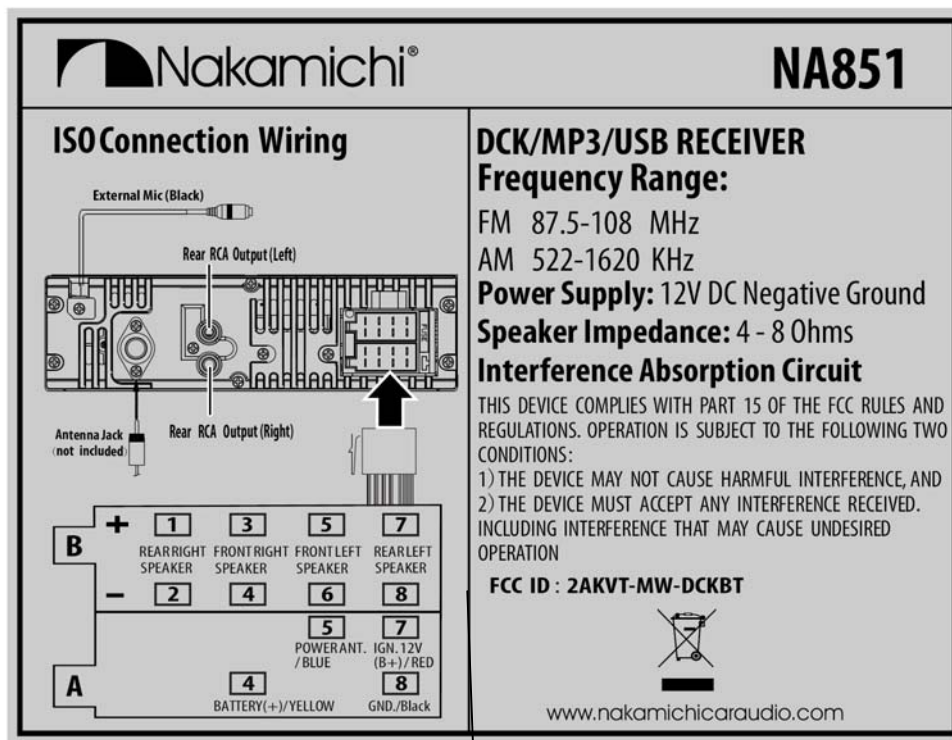 Nakamichi®
NA851
ISO Connection Wiring
External Mic (Black)
Rear RCA Output (Left)
FUSE
Antenna Jack
(not included)
Rear RCA Output (Right)
B
+ 1 3 5 7
REAR RIGHT SPEAKER
FRONT RIGHT SPEAKER
FRONT LEFT SPEAKER
REAR LEFT SPEAKER
– 2 4 6 8
A
5 7
POWER ANT.
/BLUE
IGN. 12V
(B+)/RED
4 8
BATTERY(+)/YELLOW
GND./Black
DCK/MP3/USB RECEIVER
Frequency Range:
FM 87.5-108 MHz
AM 522-1620 KHz
Power Supply: 12V DC Negative Ground
Speaker Impedance: 4 - 8 Ohms
Interference Absorption Circuit
THIS DEVICE COMPLIES WITH PART 15 OF THE FCC RULES AND
REGULATIONS. OPERATION IS SUBJECT TO THE FOLLOWING TWO
CONDITIONS:
1) THE DEVICE MAY NOT CAUSE HARMFUL INTERFERENCE, AND
2) THE DEVICE MUST ACCEPT ANY INTERFERENCE RECEIVED.
INCLUDING INTERFERENCE THAT MAY CAUSE UNDESIRED
OPERATION
FCC ID : 2AKVT-MW-DCKBT
www.nakamichicaraudio.com